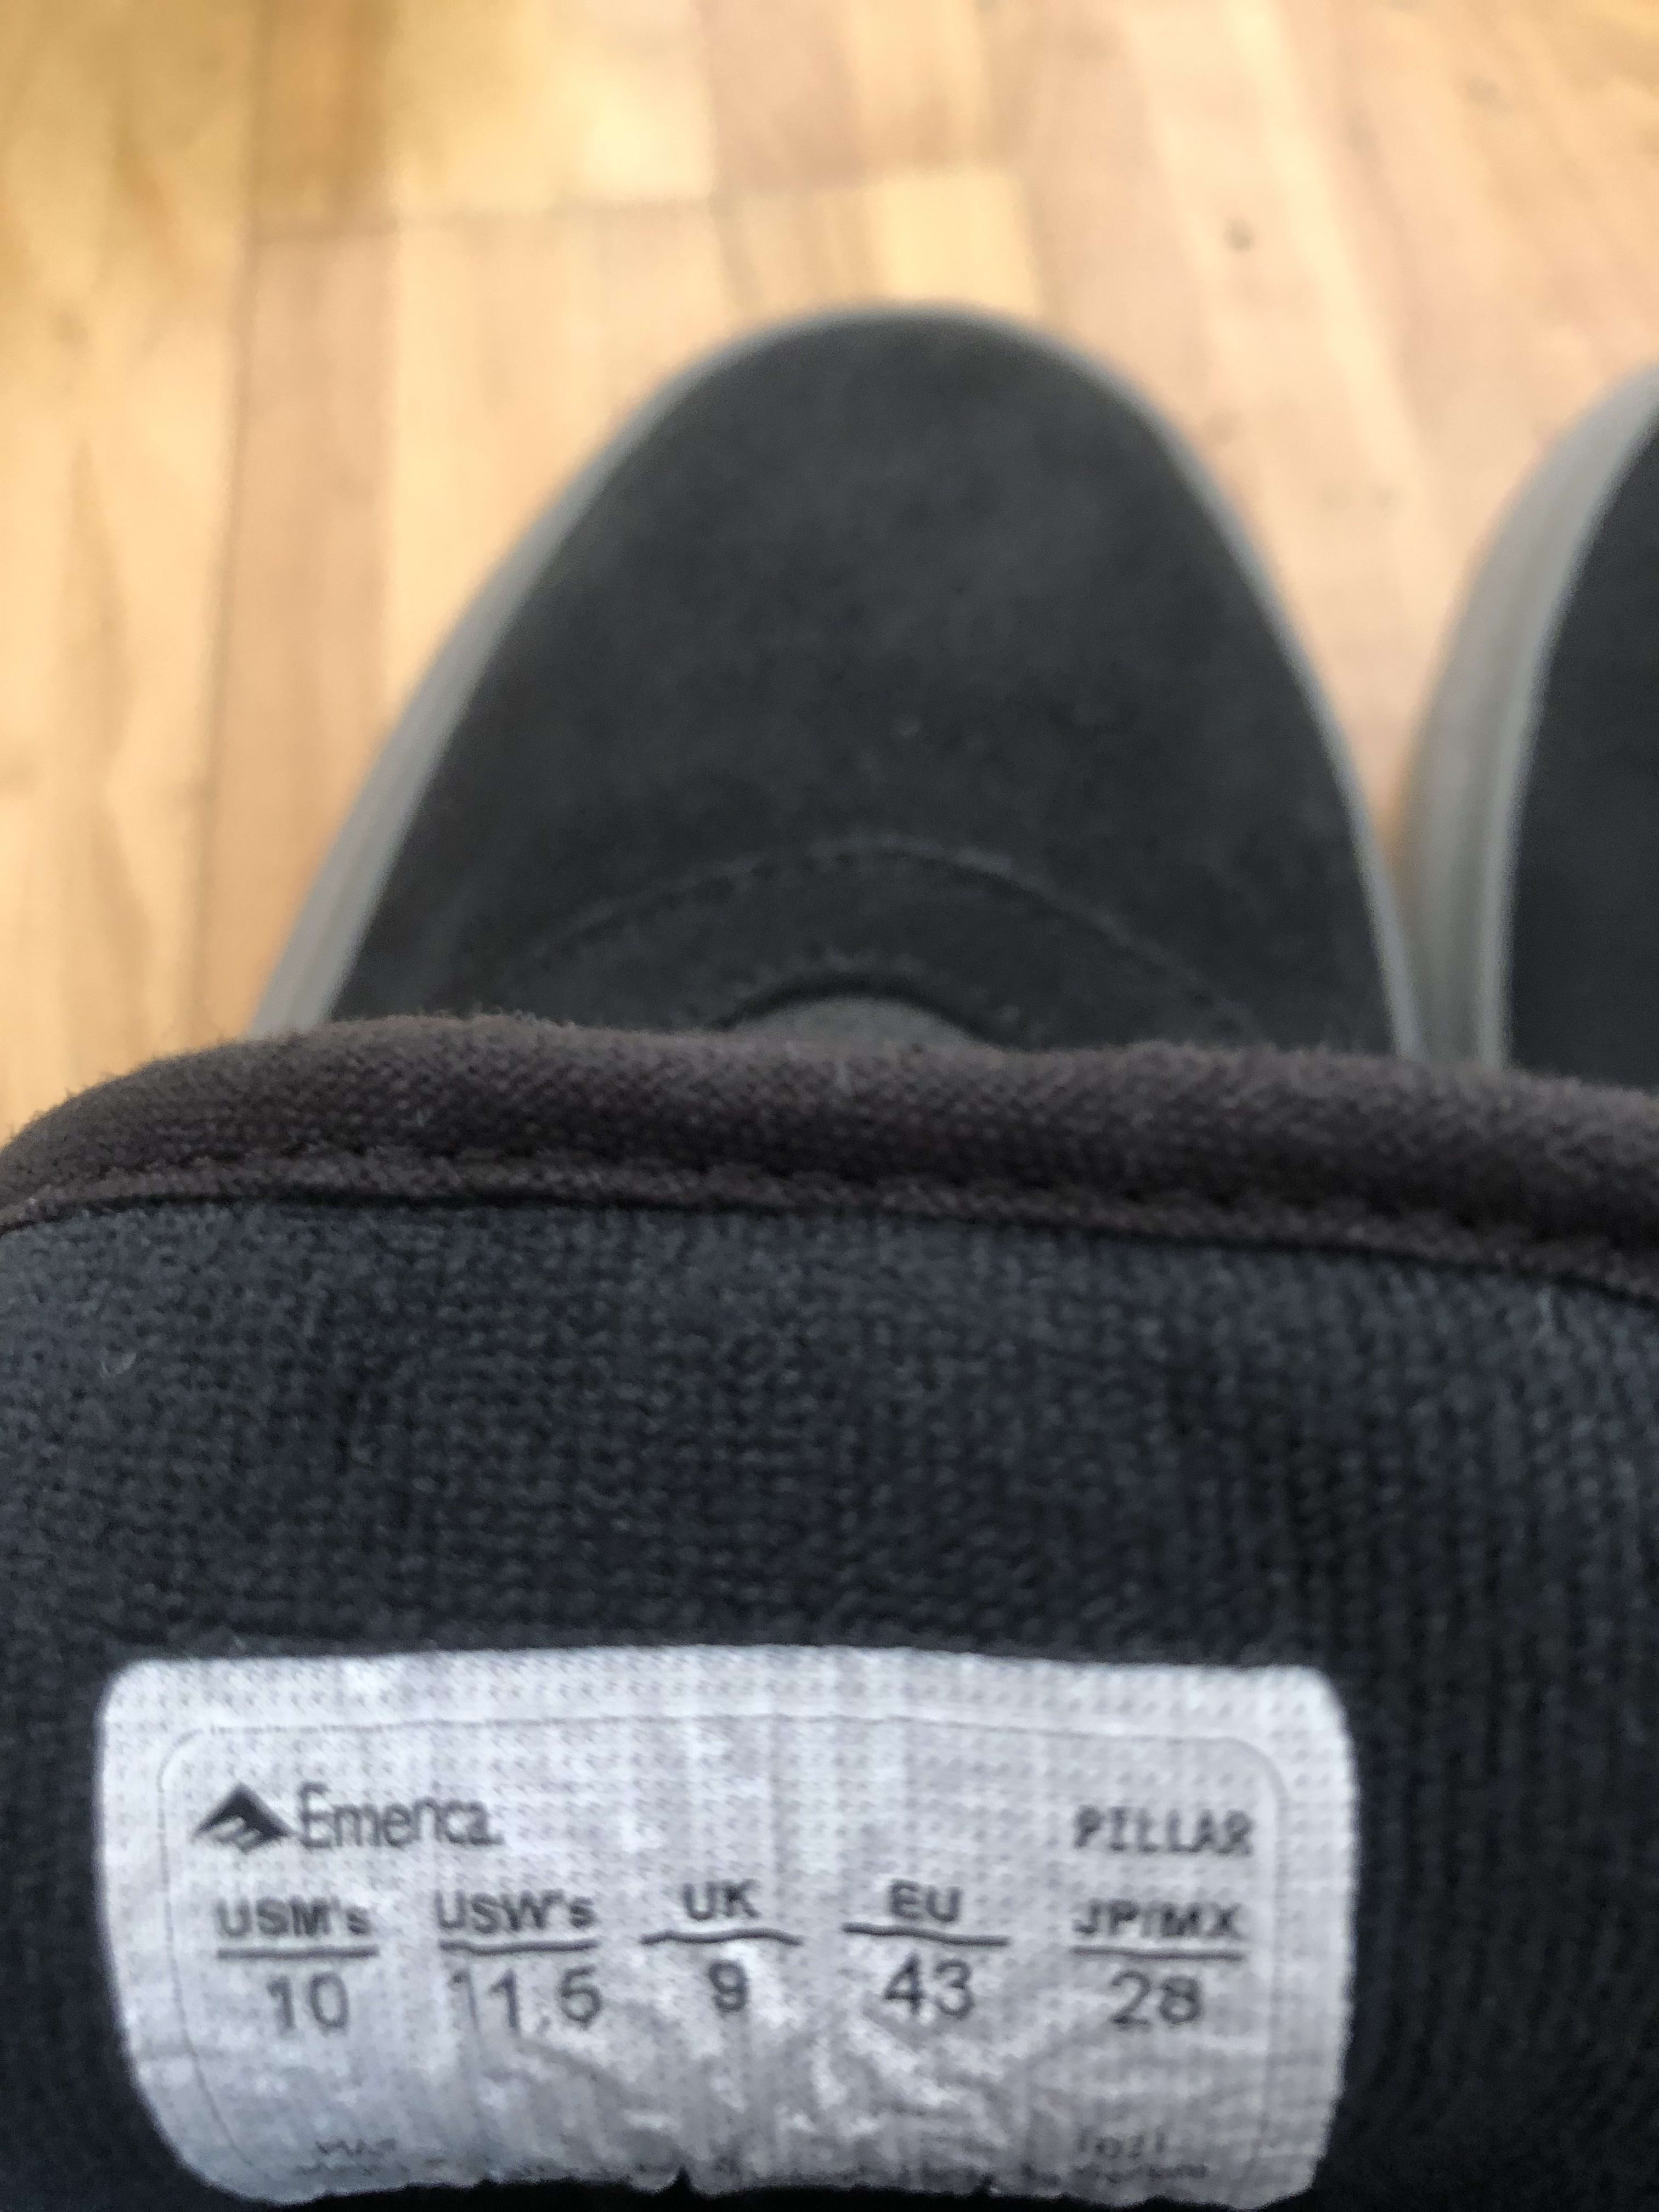 Emerica. PILLAR
USM's USW's UK EU JP/MX
10 11.5 9 43 28